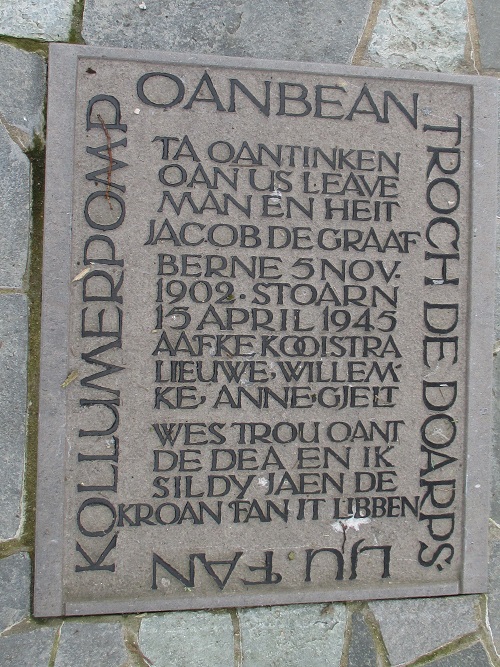 OANBEAN
TROCH DE DOARPS:
LJU FAN
KOLLUMERPOMP
TA OANTINKEN
OAN US LEAVE
MAN EN HEIT
JACOB DE GRAAF
BERNE 5 NOV.
1902 · STOARN
15 APRIL 1945
AAFKE KOOISTRA
LIEUWE · WILLEM ·
KE · ANNE · GJELT
WES TROU OANT
DE DEA EN IK
SIL DY JAEN DE
KROAN FAN IT LIBBEN